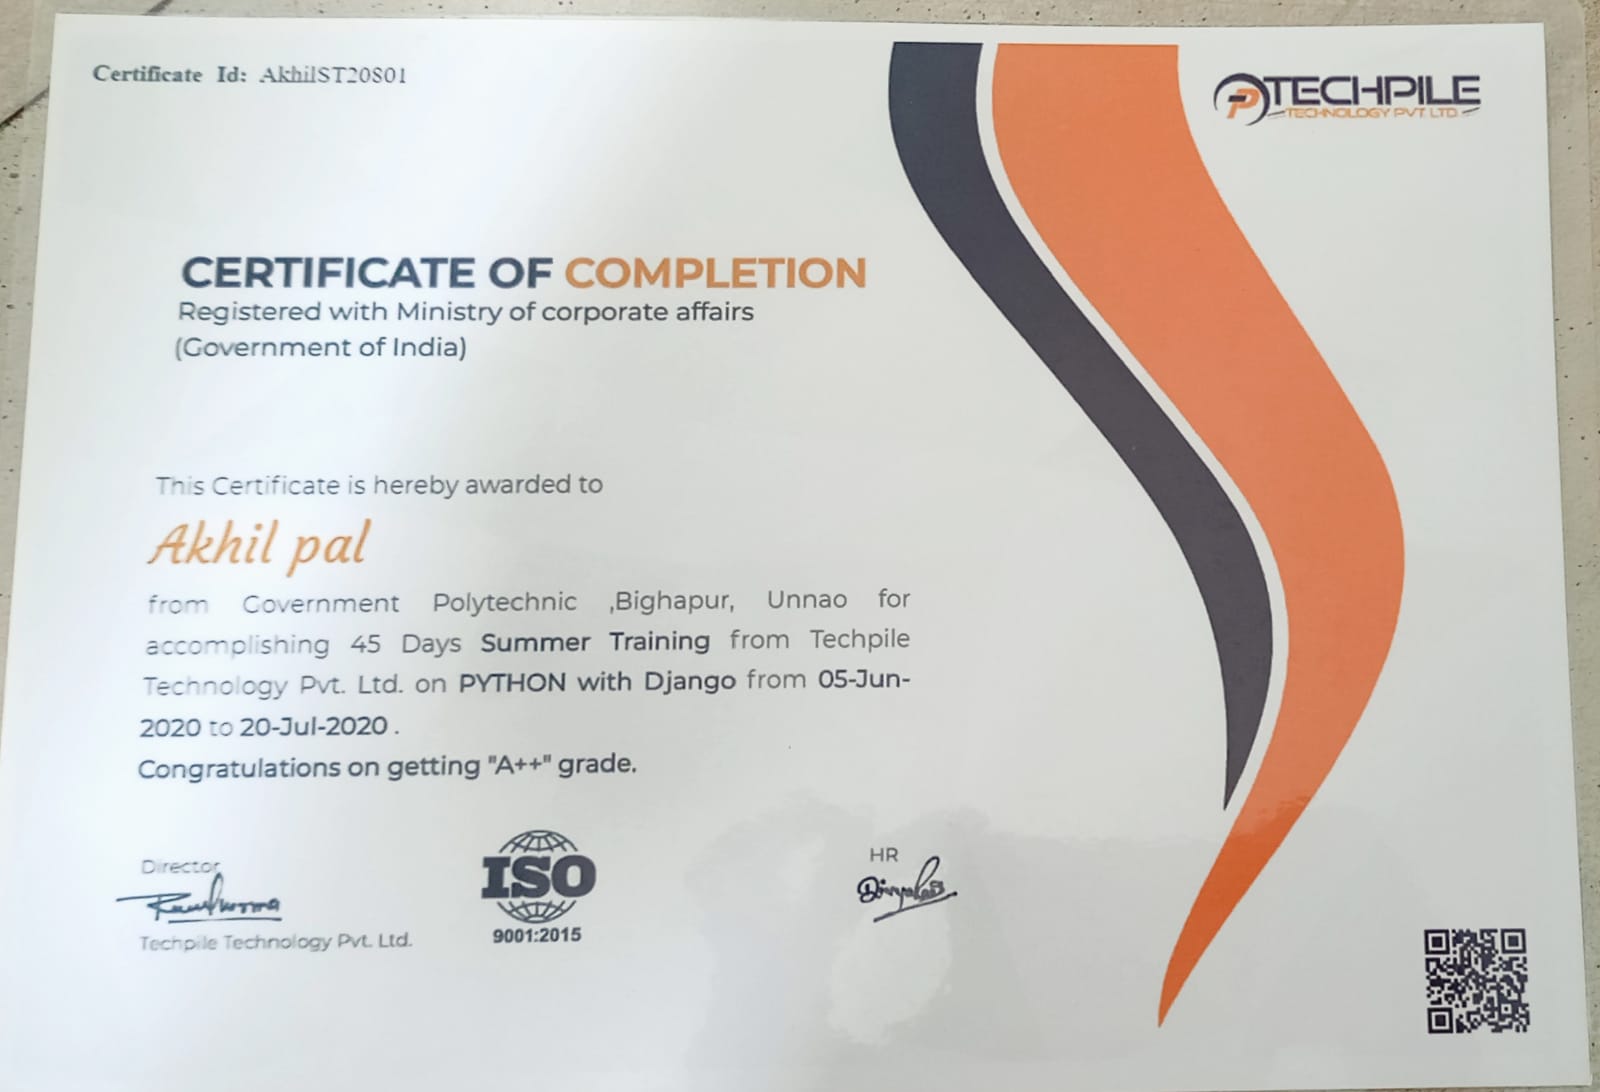 Certificate Id: AkhilST20S01
TECHPILE
TECHNOLOGY PVT LTD
CERTIFICATE OF COMPLETION
Registered with Ministry of corporate affairs
(Government of India)
This Certificate is hereby awarded to
Akhil pal
from Government Polytechnic ,Bighapur, Unnao for
accomplishing 45 Days Summer Training from Techpile
Technology Pvt. Ltd. on PYTHON with Django from 05-Jun-
2020 to 20-Jul-2020 .
Congratulations on getting "A++" grade.
Director
Techpile Technology Pvt. Ltd.
ISO
9001:2015
HR